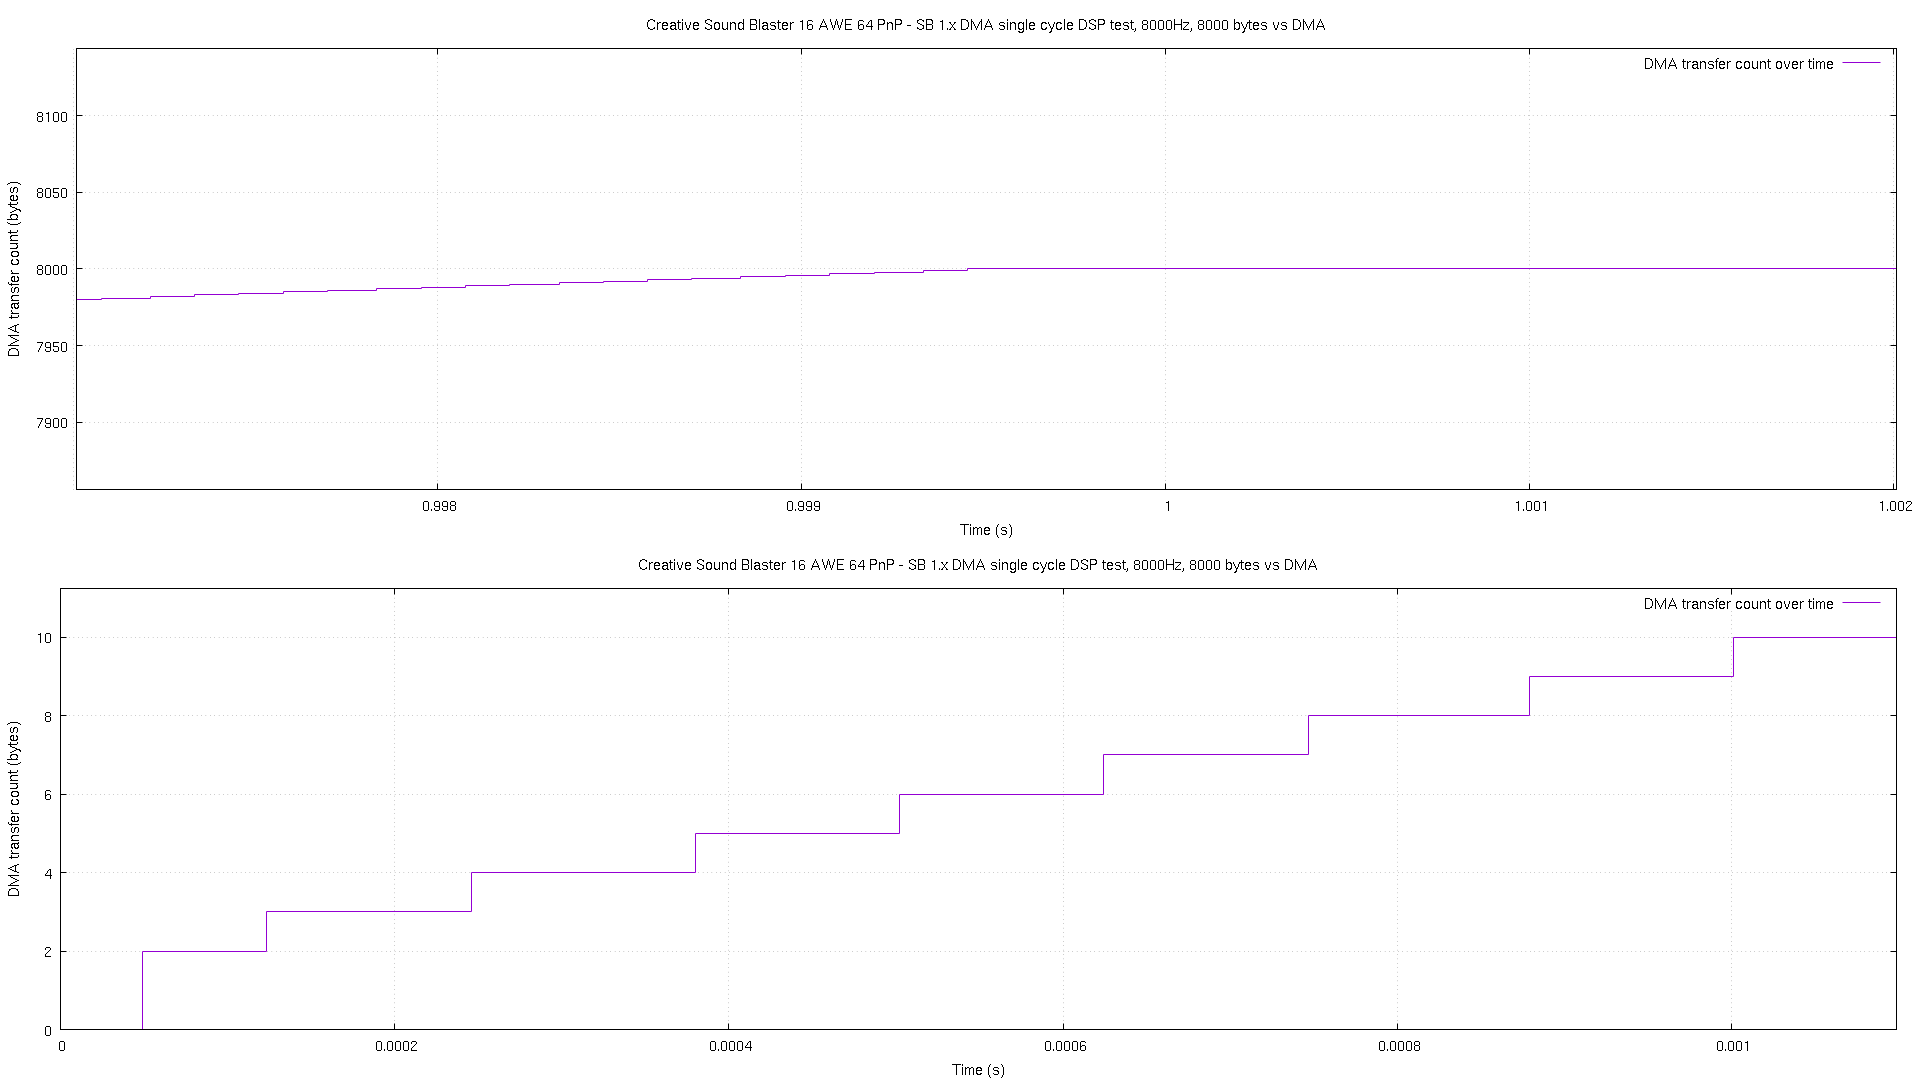 Creative Sound Blaster 16 AWE 64 PnP - SB 1.x DMA single cycle DSP test, 8000Hz, 8000 bytes vs DMA
DMA transfer count over time
8100
8050
8000
7950
7900
DMA transfer count (bytes)
0.998
0.999
1
1.001
1.002
Time (s)
Creative Sound Blaster 16 AWE 64 PnP - SB 1.x DMA single cycle DSP test, 8000Hz, 8000 bytes vs DMA
DMA transfer count over time
10
8
6
4
2
0
DMA transfer count (bytes)
0
0.0002
0.0004
0.0006
0.0008
0.001
Time (s)